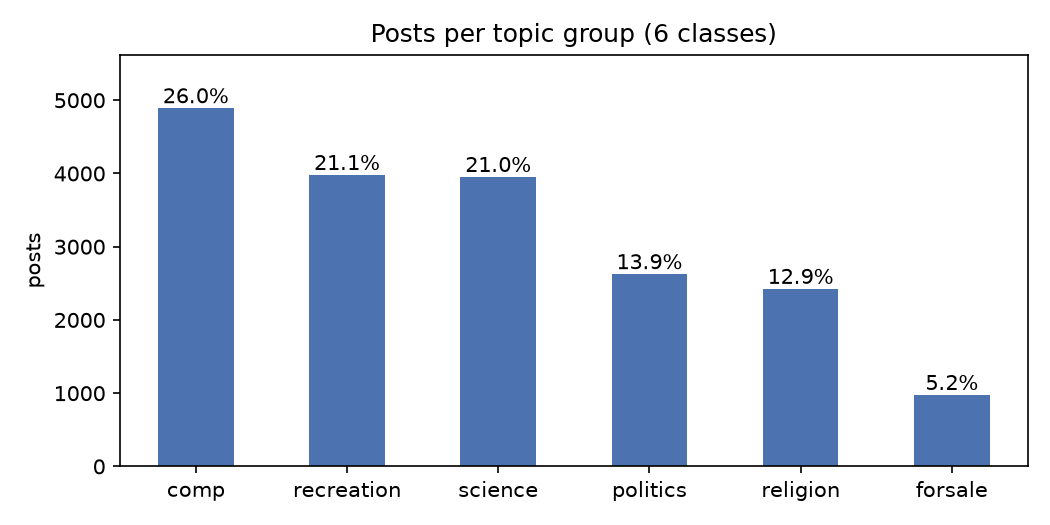 Posts per topic group (6 classes)
posts
5000
4000
3000
2000
1000
0
26.0%
21.1%
21.0%
13.9%
12.9%
5.2%
comp
recreation
science
politics
religion
forsale